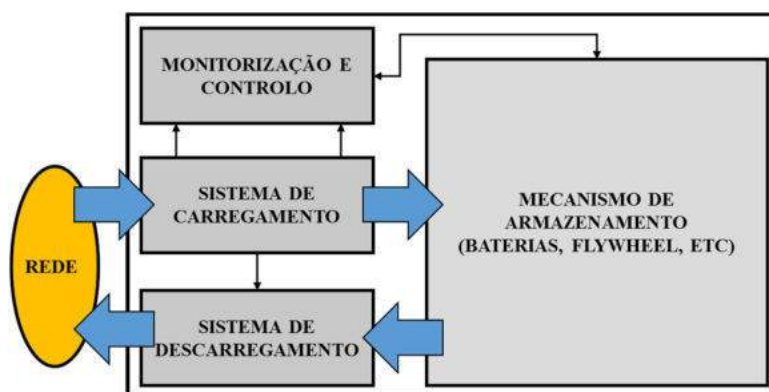 MONITORIZAÇÃO E
CONTROLO
SISTEMA DE
CARREGAMENTO
MECANISMO DE
ARMAZENAMENTO
(BATERIAS, FLYWHEEL, ETC)
REDE
SISTEMA DE
DESCARREGAMENTO